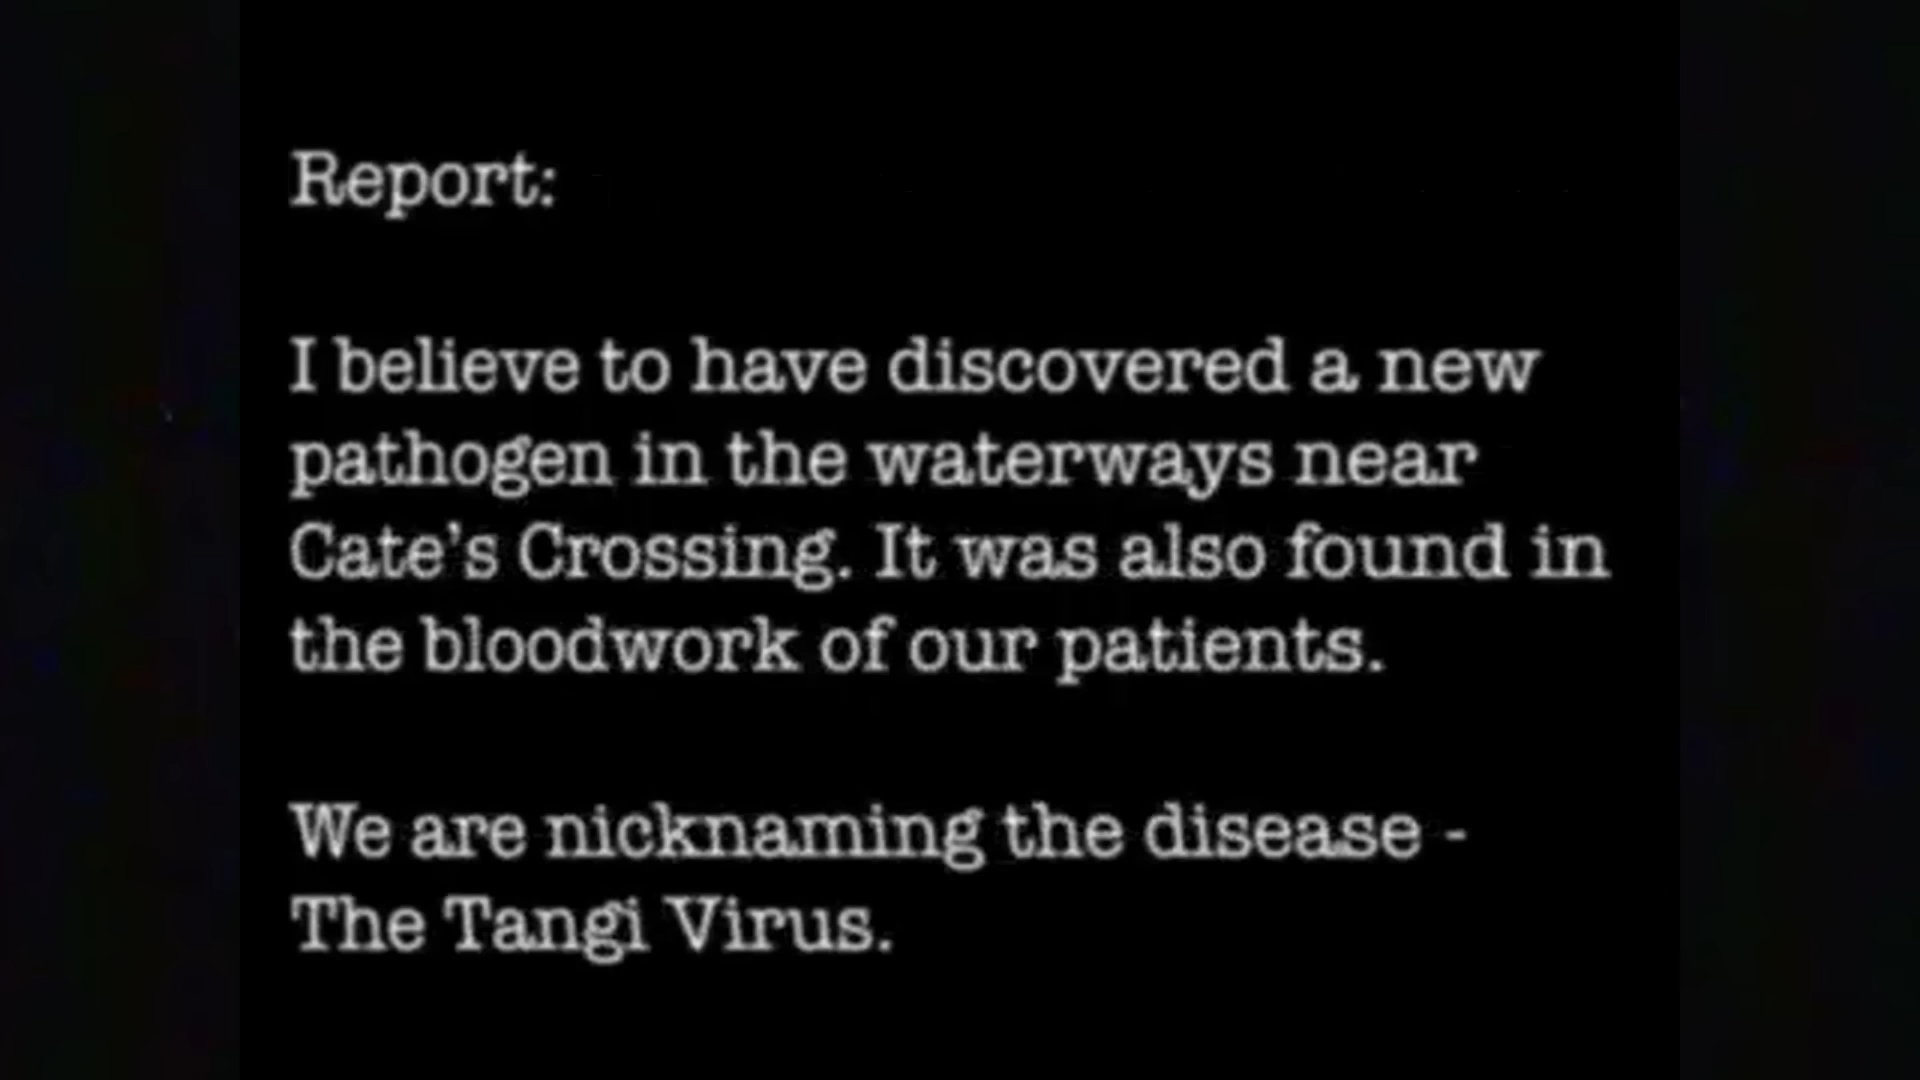 Report:
I believe to have discovered a new
pathogen in the waterways near
Cate's Crossing. It was also found in
the bloodwork of our patients.
We are nicknaming the disease -
The Tangi Virus.